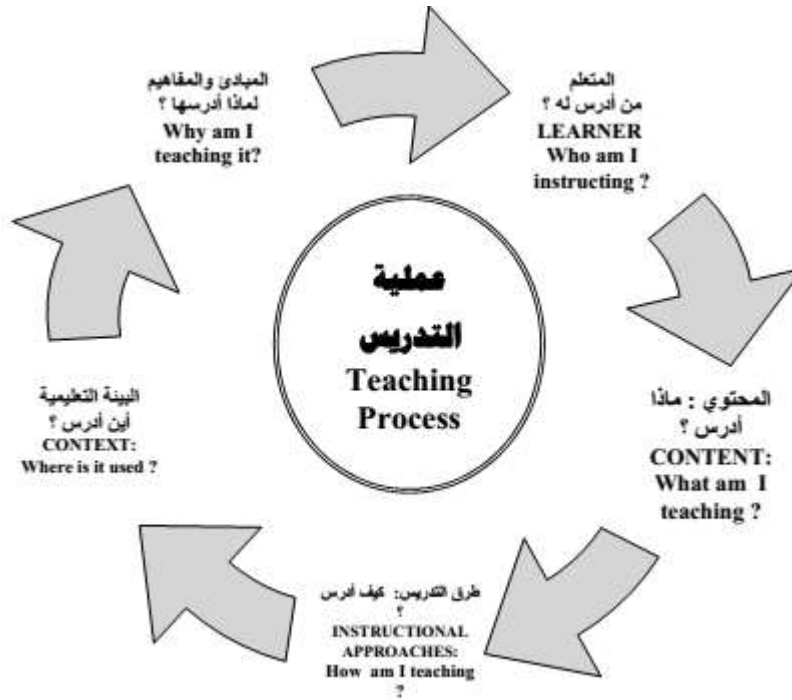 المبادئ والمفاهيم
لماذا أدرسها ؟
Why am I
teaching it?
المتعلم
من أدرس له ؟
LEARNER
Who am I
instructing ?
عملية
التدريس
Teaching
Process
البيئة التعليمية
أين أدرس ؟
CONTEXT:
Where is it used ?
المحتوي : ماذا
أدرس ؟
CONTENT:
What am I
teaching ?
طرق التدريس: كيف أدرس
؟
INSTRUCTIONAL
APPROACHES:
How am I teaching
?